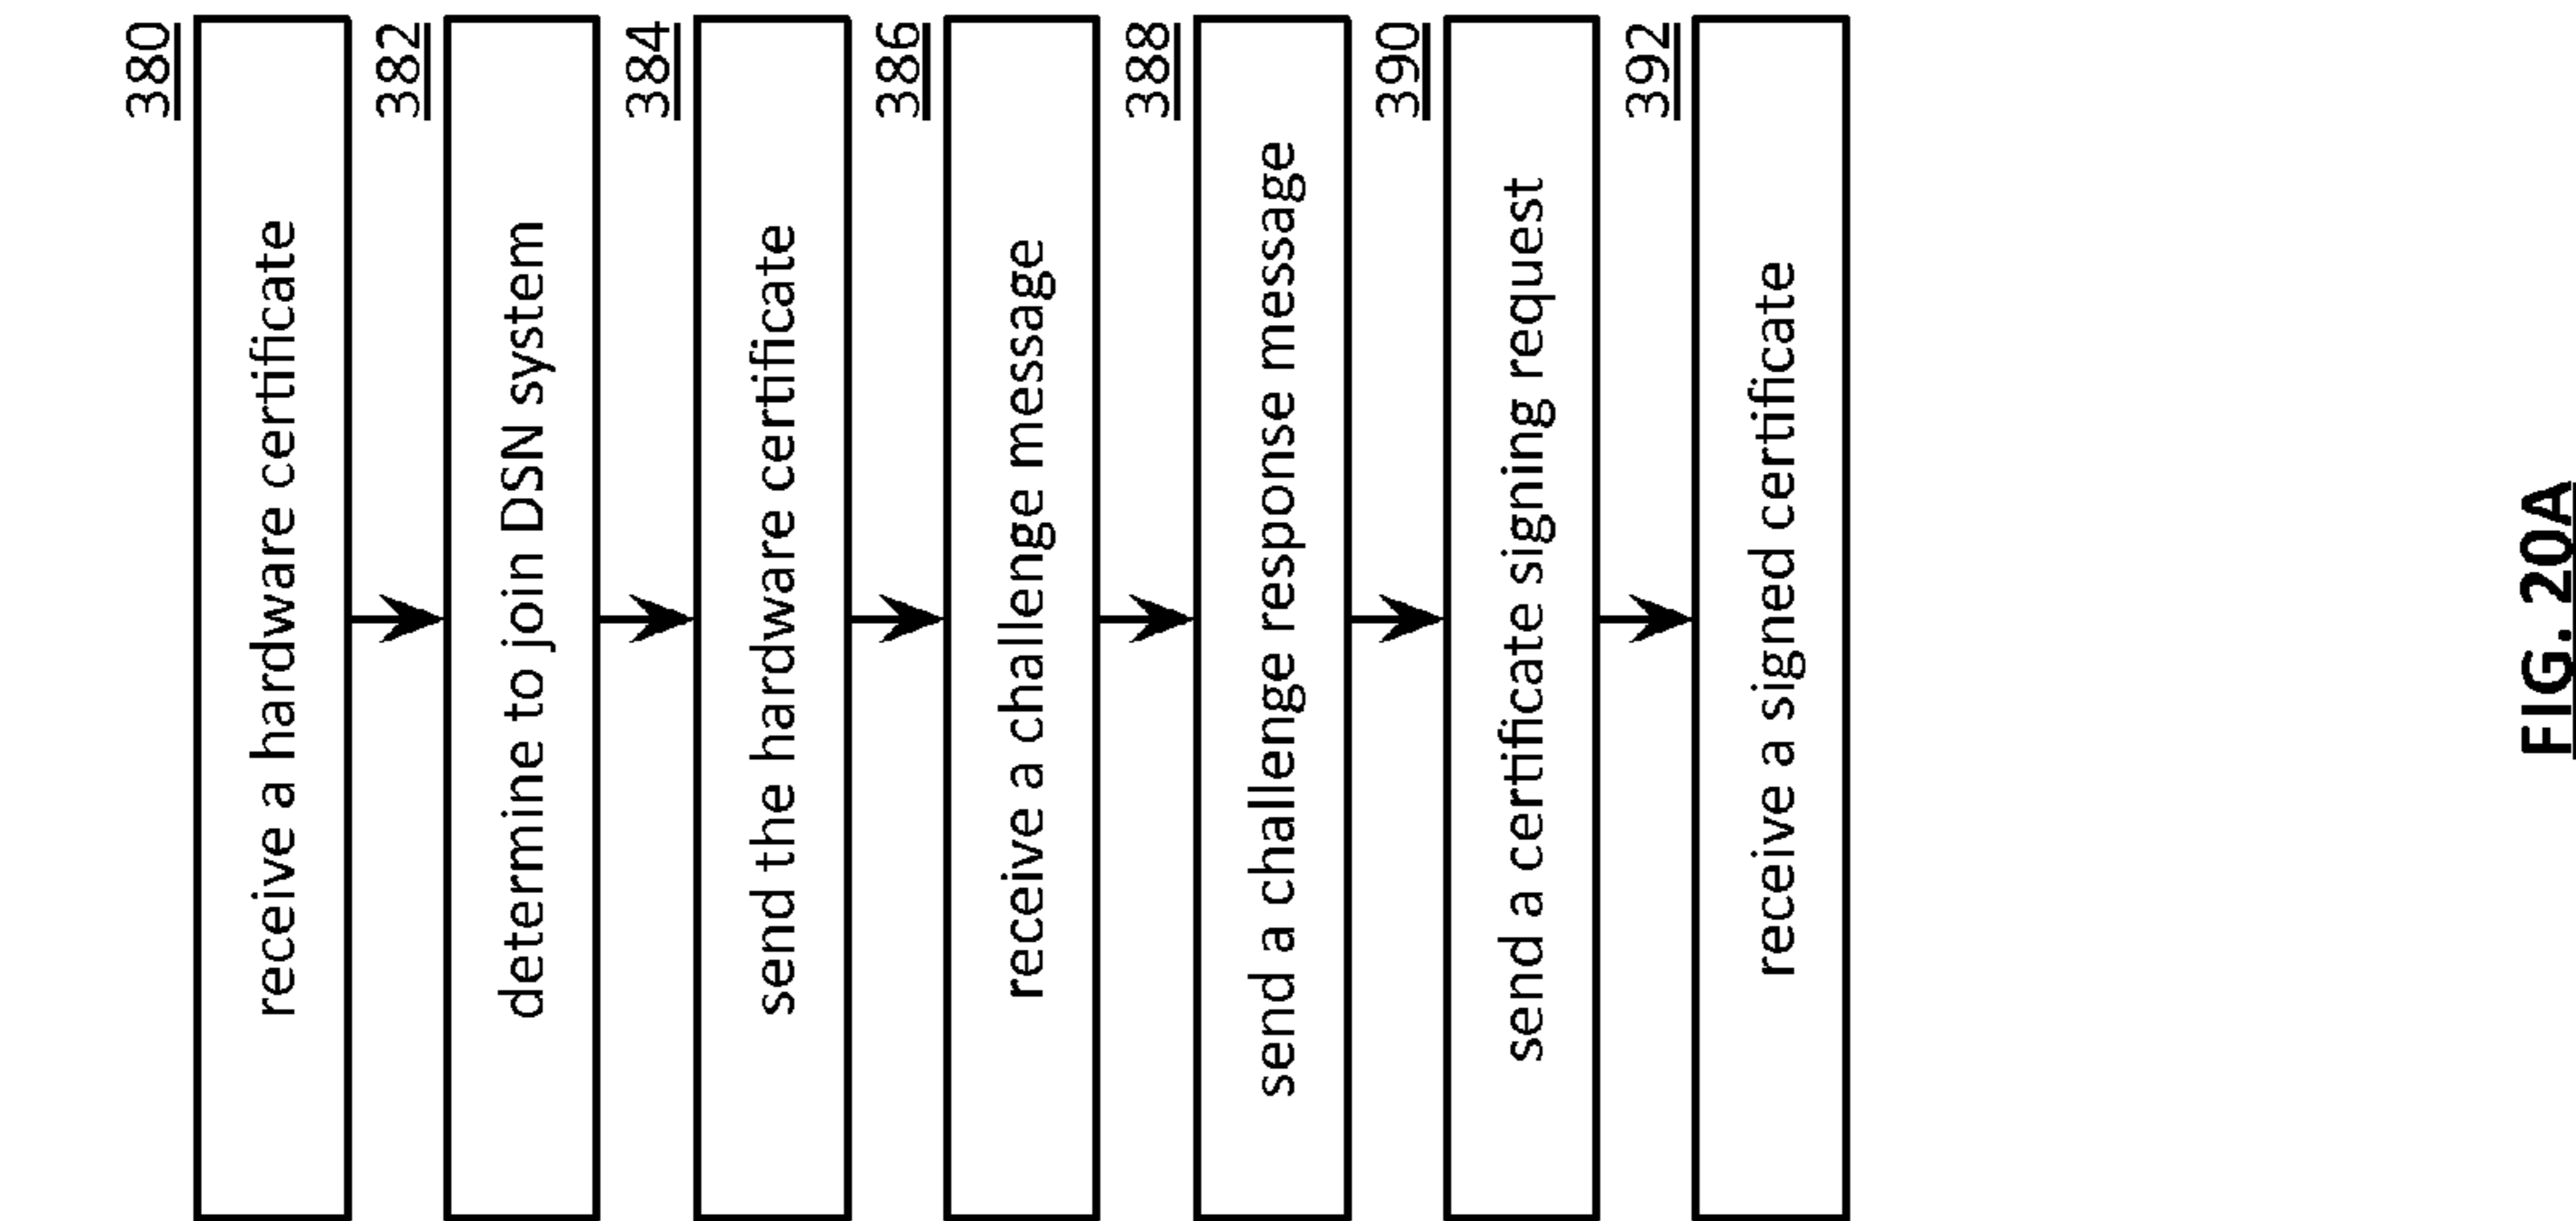 380
receive a hardware certificate
382
determine to join DSN system
384
send the hardware certificate
386
receive a challenge message
388
send a challenge response message
390
send a certificate signing request
392
receive a signed certificate
FIG. 20A